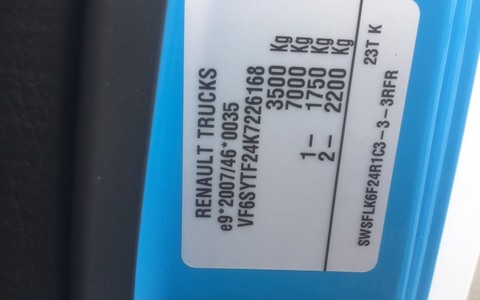 RENAULT TRUCKS
e9*2007/46*0035
VF6SYTF24K7226168
3500 Kg
7000 Kg
1- 1750 Kg
2- 2200 Kg
SWSFLK6F24R1C3-3-3RFR 23T K